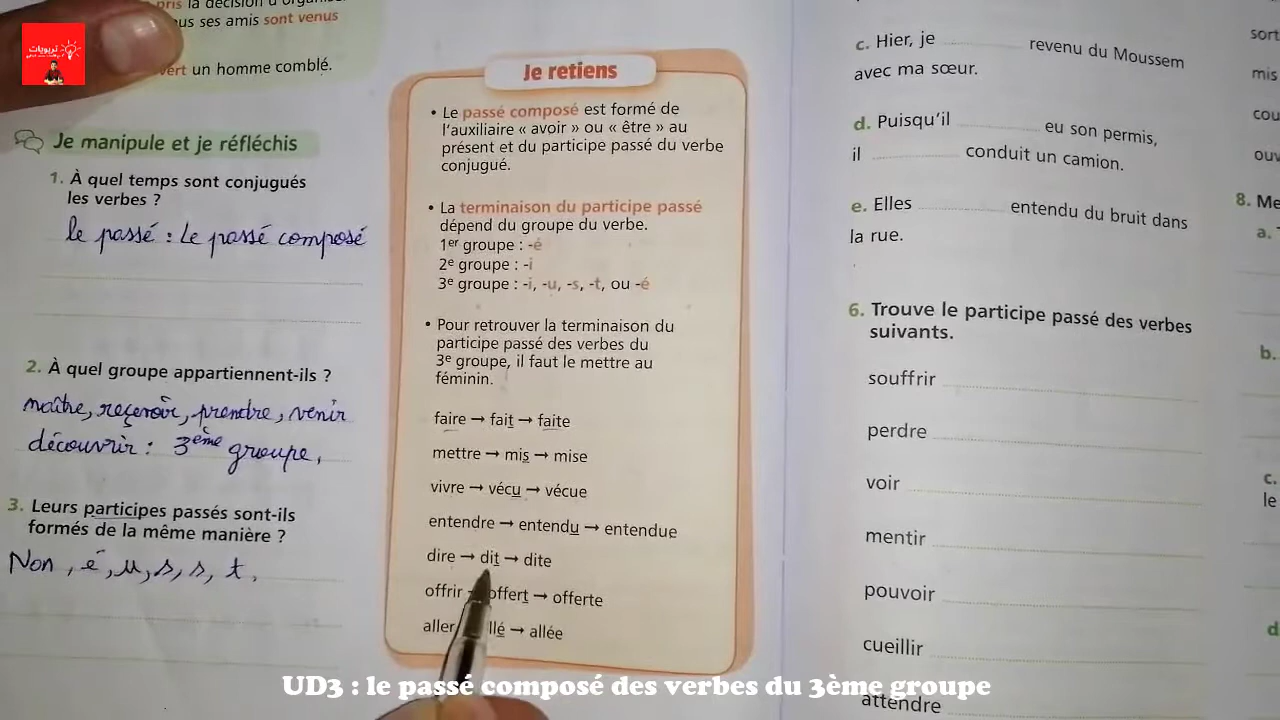 pris la décision d'organiser
ous ses amis sont venus
vert un homme comblé.
تربويات
Je manipule et je réfléchis
1. À quel temps sont conjugués
les verbes ?
le passé : Le passé composé
2. À quel groupe appartiennent-ils ?
maître, reçevoir, prendre, venir
découvrir : 3ème groupe,
3. Leurs participes passés sont-ils
formés de la même manière ?
Non, é, u, s, s, t,
Je retiens
• Le passé composé est formé de
l'auxiliaire « avoir » ou « être » au
présent et du participe passé du verbe
conjugué.
• La terminaison du participe passé
dépend du groupe du verbe.
1er groupe : -é
2e groupe : -i
3e groupe : -i, -u, -s, -t, ou -é
• Pour retrouver la terminaison du
participe passé des verbes du
3e groupe, il faut le mettre au
féminin.
faire → fait → faite
mettre → mis → mise
vivre → vécu → vécue
entendre → entendu → entendue
dire → dit → dite
offrir offert → offerte
aller llé → allée
c. Hier, je revenu du Moussem
avec ma sœur.
d. Puisqu'il eu son permis,
il conduit un camion.
e. Elles entendu du bruit dans
la rue.
6. Trouve le participe passé des verbes
suivants.
souffrir
perdre
voir
mentir
pouvoir
cueillir
attendre
sort
mis
cou
ouv
8. Me
a.
b.
c.
le
d
UD3 : le passé composé des verbes du 3ème groupe